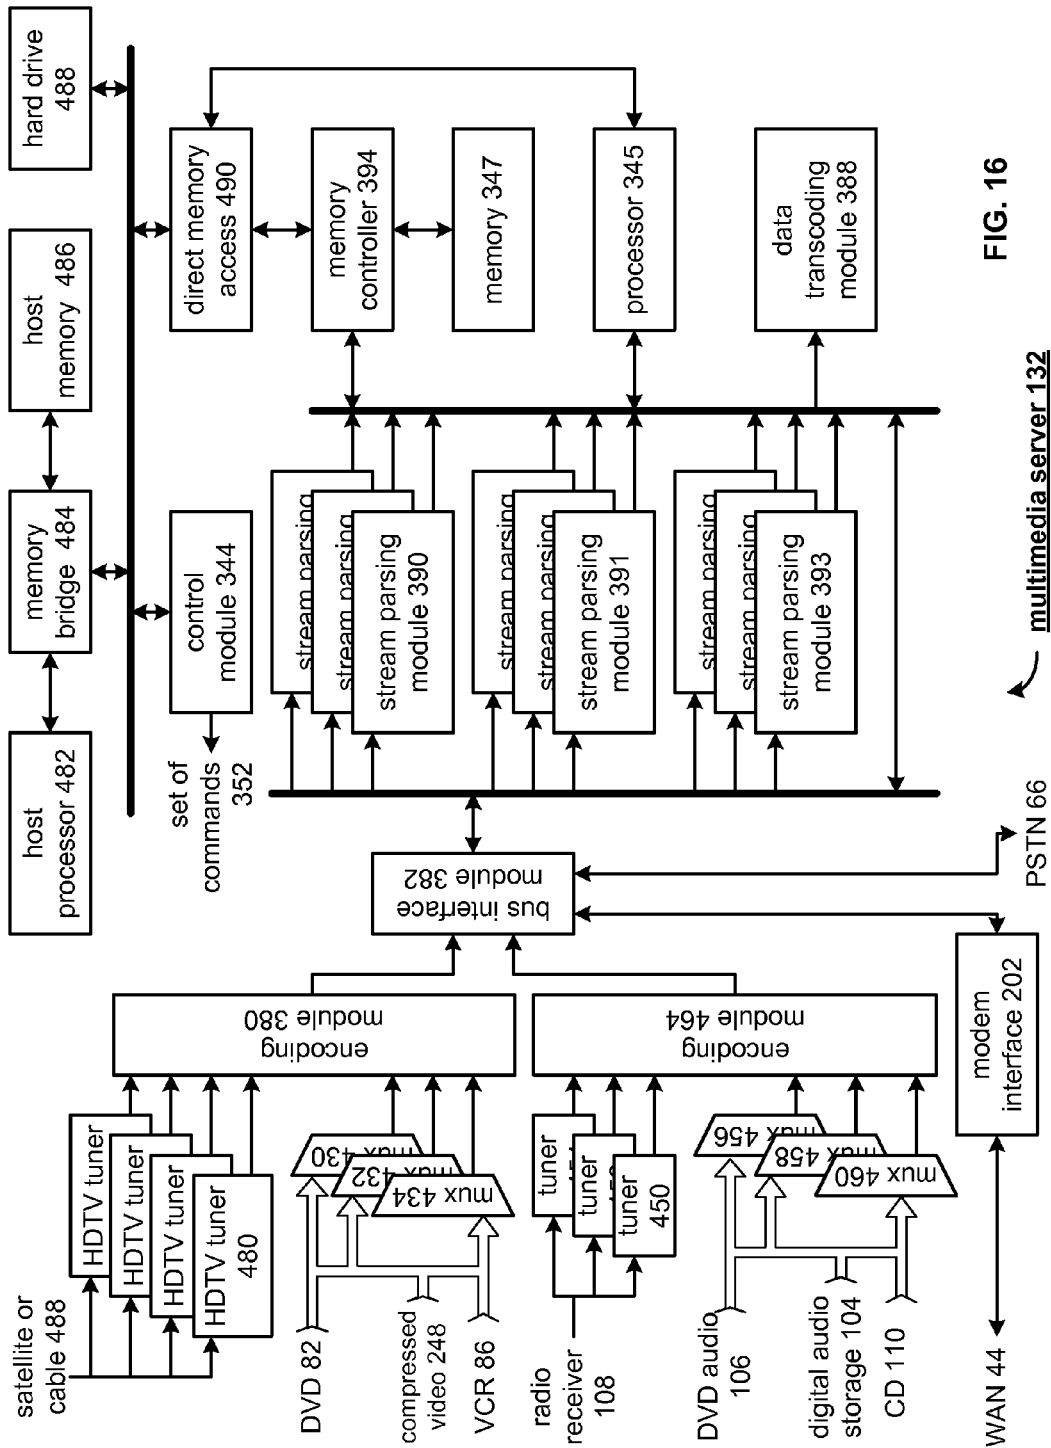 host
processor 482
memory
bridge 484
host
memory 486
hard drive
488
set of
commands
352
control
module 344
direct memory
access 490
memory
controller 394
memory 347
processor 345
data
transcoding
module 388
stream parsing
stream parsing
stream parsing
module 390
stream parsing
stream parsing
stream parsing
module 391
stream parsing
stream parsing
stream parsing
module 393
bus interface
module 382
encoding
module 380
encoding
module 464
satellite or
cable 488
HDTV tuner
HDTV tuner
HDTV tuner
HDTV tuner
480
DVD 82
compressed
video 248
VCR 86
mux 430
mux 432
mux 434
radio
receiver
108
tuner
tuner
tuner
450
DVD audio
106
digital audio
storage 104
CD 110
mux 456
mux 458
mux 460
WAN 44
modem
interface 202
PSTN 66
multimedia server 132
FIG. 16